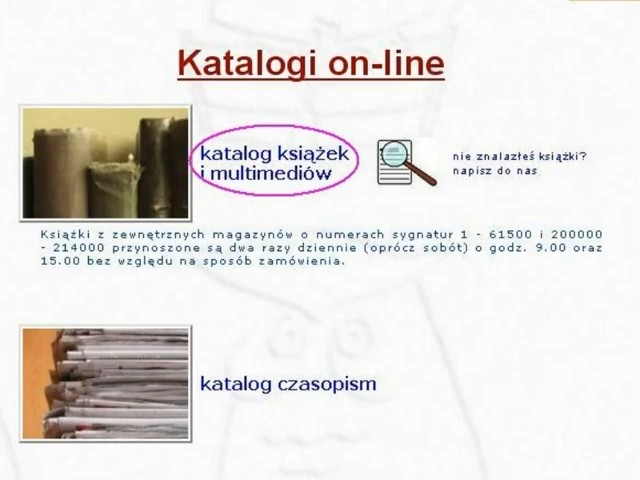 Katalogi on-line
katalog książek
i multimediów
nie znalazłeś książki?
napisz do nas
Książki z zewnętrznych magazynów o numerach sygnatur 1 - 61500 i 200000
- 214000 przynoszone są dwa razy dziennie (oprócz sobót) o godz. 9.00 oraz
15.00 bez względu na sposób zamówienia.
katalog czasopism